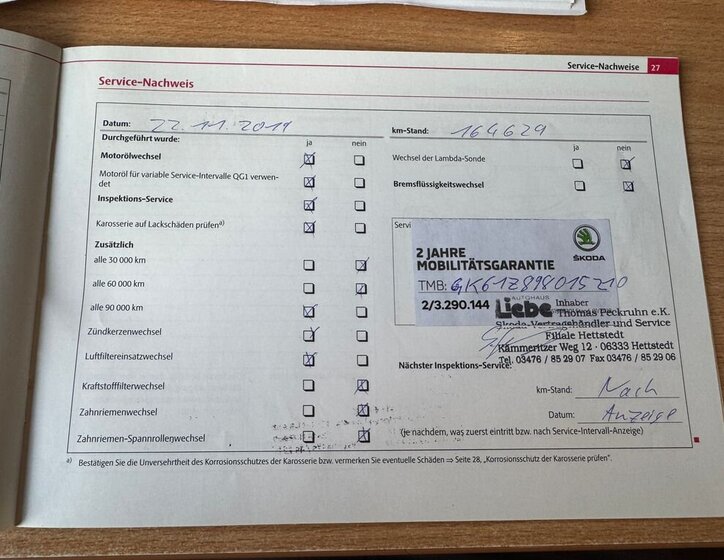 Service-Nachweise 27
Service-Nachweis
Datum: 22.11.2019
km-Stand: 164629
Durchgeführt wurde: ja nein
ja nein
Motorölwechsel
Motoröl für variable Service-Intervalle QG1 verwen-
det
Inspektions-Service
Karosserie auf Lackschäden prüfen a)
Zusätzlich
alle 30 000 km
alle 60 000 km
alle 90 000 km
Zündkerzenwechsel
Luftfiltereinsatzwechsel
Kraftstofffilterwechsel
Zahnriemenwechsel
Zahnriemen-Spannrollenwechsel
Wechsel der Lambda-Sonde
Bremsflüssigkeitswechsel
Servi
ŠKODA
2 JAHRE
MOBILITÄTSGARANTIE
TMB:
2/3.290.144
AUTOHAUS
Liebe Inhaber
Thomas Peckruhn e.K.
Skoda-Vertragshändler und Service
Filiale Hettstedt
Kammeritzer Weg 12 · 06333 Hettstedt
Tel. 03476 / 85 29 07 Fax 03476 / 85 29 06
Nächster Inspektions-Service:
km-Stand: Nach
Datum: Anzeige
(je nachdem, was zuerst eintritt bzw. nach Service-Intervall-Anzeige)
a) Bestätigen Sie die Unversehrtheit des Korrosionsschutzes der Karosserie bzw. vermerken Sie eventuelle Schäden ⇒ Seite 28, „Korrosionsschutz der Karosserie prüfen".